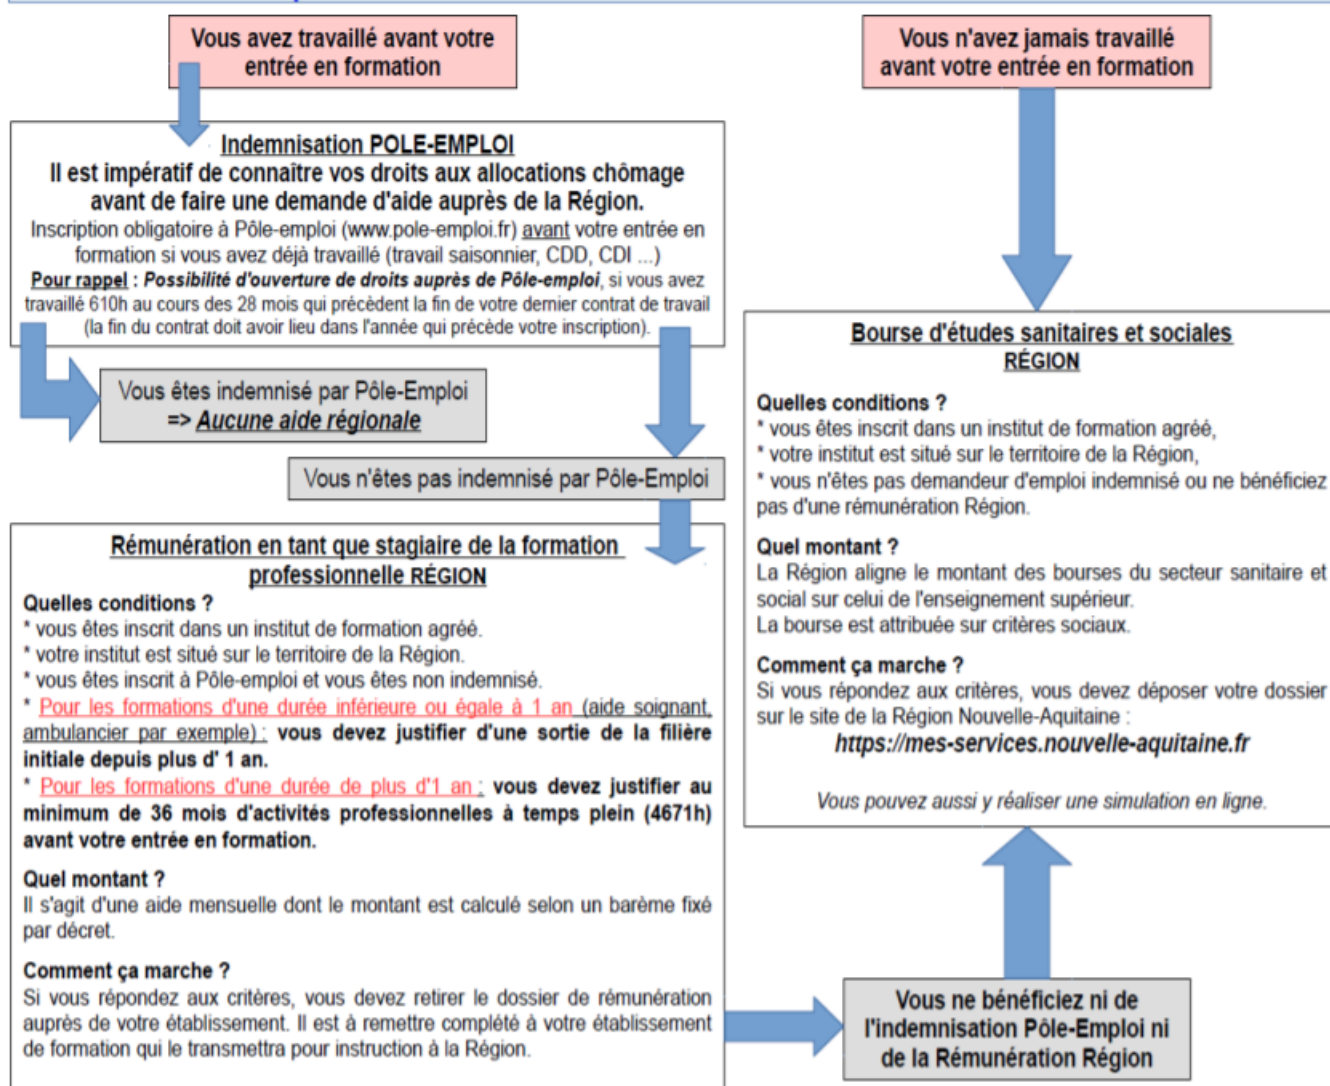 Vous avez travaillé avant votre
entrée en formation
Indemnisation POLE-EMPLOI
Il est impératif de connaître vos droits aux allocations chômage
avant de faire une demande d'aide auprès de la Région.
Inscription obligatoire à Pôle-emploi (www.pole-emploi.fr) avant votre entrée en
formation si vous avez déjà travaillé (travail saisonnier, CDD, CDI ...)
Pour rappel : Possibilité d'ouverture de droits auprès de Pôle-emploi, si vous avez
travaillé 610h au cours des 28 mois qui précèdent la fin de votre dernier contrat de travail
(la fin du contrat doit avoir lieu dans l'année qui précède votre inscription).
Vous êtes indemnisé par Pôle-Emploi
=> Aucune aide régionale
Vous n'êtes pas indemnisé par Pôle-Emploi
Rémunération en tant que stagiaire de la formation
professionnelle RÉGION
Quelles conditions ?
* vous êtes inscrit dans un institut de formation agréé.
* votre institut est situé sur le territoire de la Région.
* vous êtes inscrit à Pôle-emploi et vous êtes non indemnisé.
* Pour les formations d'une durée inférieure ou égale à 1 an (aide soignant,
ambulancier par exemple) : vous devez justifier d'une sortie de la filière
initiale depuis plus d' 1 an.
* Pour les formations d'une durée de plus d'1 an : vous devez justifier au
minimum de 36 mois d'activités professionnelles à temps plein (4671h)
avant votre entrée en formation.
Quel montant ?
Il s'agit d'une aide mensuelle dont le montant est calculé selon un barème fixé
par décret.
Comment ça marche ?
Si vous répondez aux critères, vous devez retirer le dossier de rémunération
auprès de votre établissement. Il est à remettre complété à votre établissement
de formation qui le transmettra pour instruction à la Région.
Vous n'avez jamais travaillé
avant votre entrée en formation
Bourse d'études sanitaires et sociales
RÉGION
Quelles conditions ?
* vous êtes inscrit dans un institut de formation agréé,
* votre institut est situé sur le territoire de la Région,
* vous n'êtes pas demandeur d'emploi indemnisé ou ne bénéficiez
pas d'une rémunération Région.
Quel montant ?
La Région aligne le montant des bourses du secteur sanitaire et
social sur celui de l'enseignement supérieur.
La bourse est attribuée sur critères sociaux.
Comment ça marche ?
Si vous répondez aux critères, vous devez déposer votre dossier
sur le site de la Région Nouvelle-Aquitaine :
https://mes-services.nouvelle-aquitaine.fr
Vous pouvez aussi y réaliser une simulation en ligne.
Vous ne bénéficiez ni de
l'indemnisation Pôle-Emploi ni
de la Rémunération Région